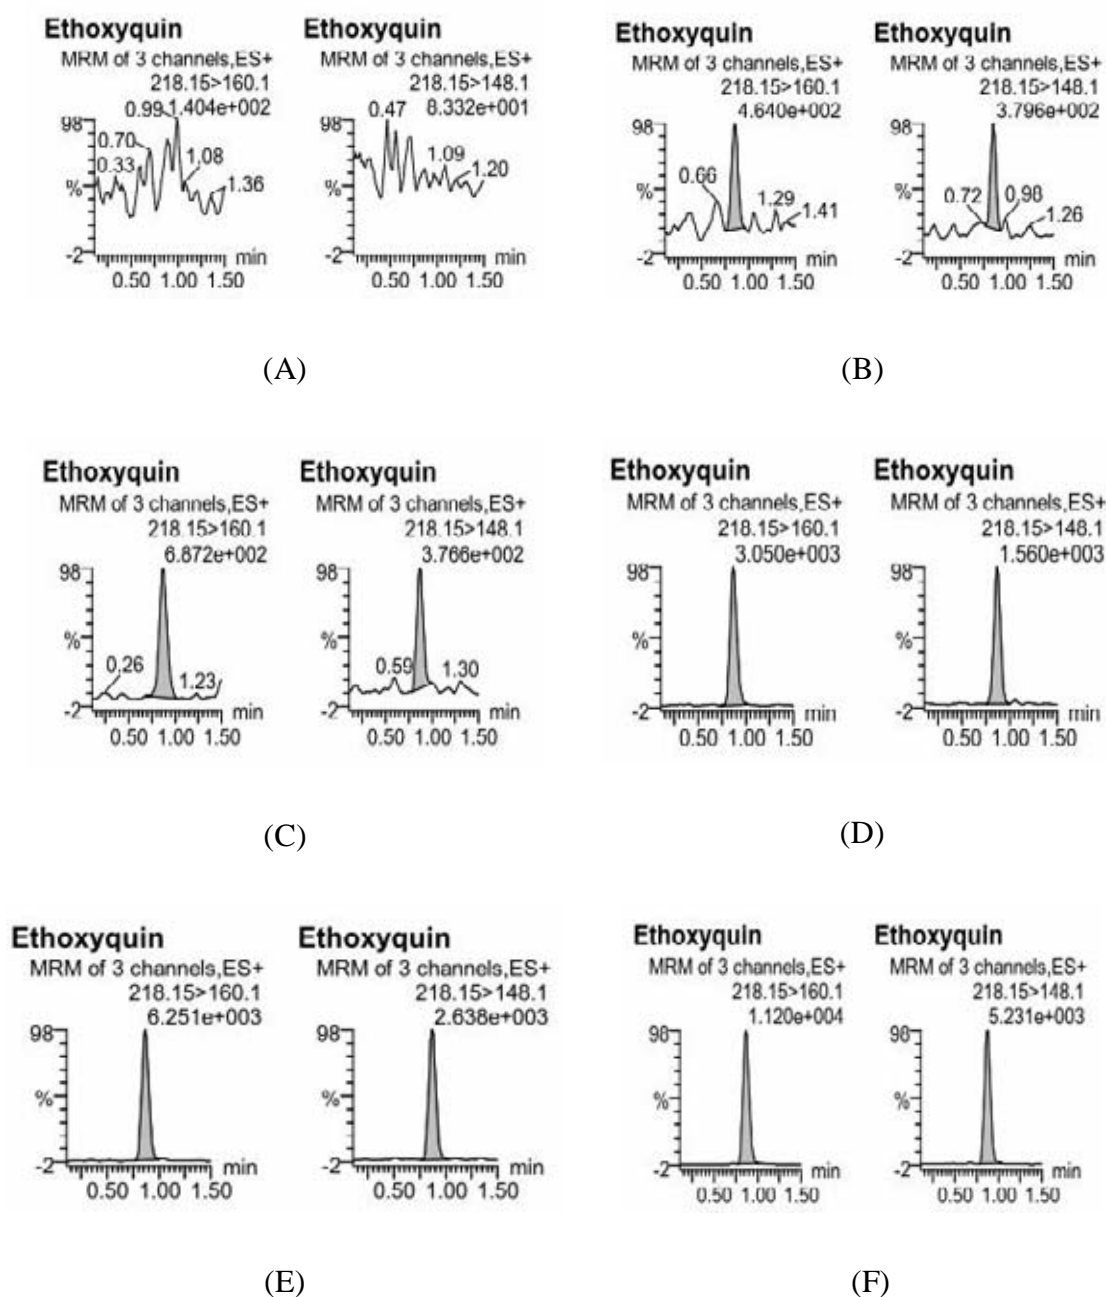 Ethoxyquin
MRM of 3 channels,ES+
218.15>160.1
1.404e+002
98
0.99
0.70
0.33
1.08
1.36
%
-2
min
0.50 1.00 1.50
Ethoxyquin
MRM of 3 channels,ES+
218.15>148.1
8.332e+001
98
0.47
1.09
1.20
%
-2
min
0.50 1.00 1.50
(A)
Ethoxyquin
MRM of 3 channels,ES+
218.15>160.1
4.640e+002
98
0.66
1.29
1.41
%
-2
min
0.50 1.00 1.50
Ethoxyquin
MRM of 3 channels,ES+
218.15>148.1
3.796e+002
98
0.72
0.98
1.26
%
-2
min
0.50 1.00 1.50
(B)
Ethoxyquin
MRM of 3 channels,ES+
218.15>160.1
6.872e+002
98
%
0.26
1.23
-2
min
0.50 1.00 1.50
Ethoxyquin
MRM of 3 channels,ES+
218.15>148.1
3.766e+002
98
%
0.59
1.30
-2
min
0.50 1.00 1.50
(C)
Ethoxyquin
MRM of 3 channels,ES+
218.15>160.1
3.050e+003
98
%
-2
min
0.50 1.00 1.50
Ethoxyquin
MRM of 3 channels,ES+
218.15>148.1
1.560e+003
98
%
-2
min
0.50 1.00 1.50
(D)
Ethoxyquin
MRM of 3 channels,ES+
218.15>160.1
6.251e+003
98
%
-2
min
0.50 1.00 1.50
Ethoxyquin
MRM of 3 channels,ES+
218.15>148.1
2.638e+003
98
%
-2
min
0.50 1.00 1.50
(E)
Ethoxyquin
MRM of 3 channels,ES+
218.15>160.1
1.120e+004
98
%
-2
min
0.50 1.00 1.50
Ethoxyquin
MRM of 3 channels,ES+
218.15>148.1
5.231e+003
98
%
-2
min
0.50 1.00 1.50
(F)